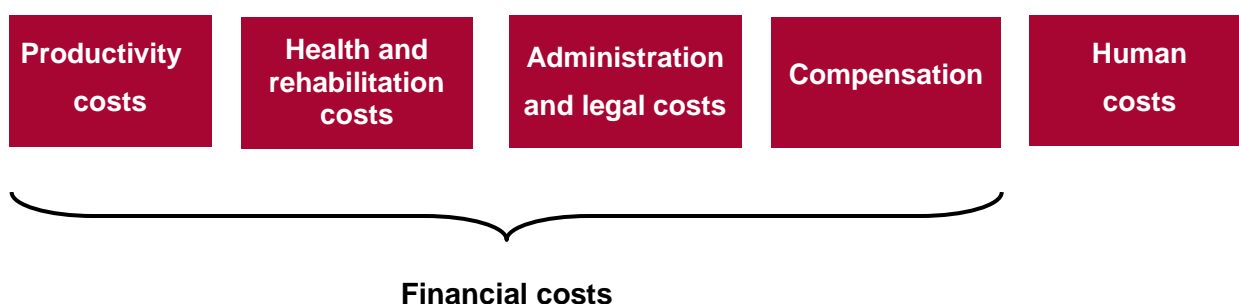 Productivity
costs
Health and
rehabilitation
costs
Administration
and legal costs
Compensation
Human
costs
Financial costs